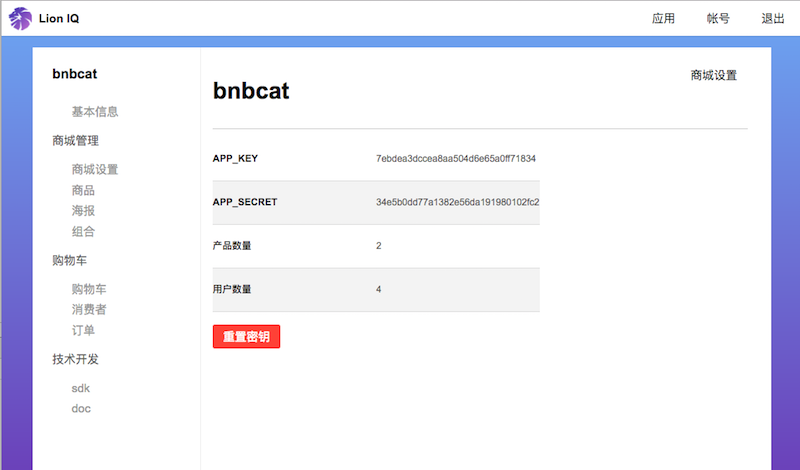 Lion IQ
应用
帐号
退出
bnbcat
基本信息
商城管理
商城设置
商品
海报
组合
购物车
购物车
消费者
订单
技术开发
sdk
doc
bnbcat
商城设置
APP_KEY 7ebdea3dccea8aa504d6e65a0ff71834
APP_SECRET 34e5b0dd77a1382e56da191980102fc2
产品数量 2
用户数量 4
重置密钥